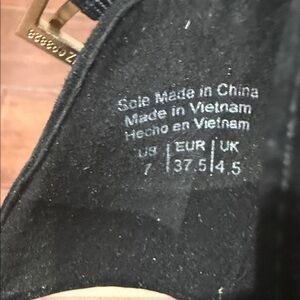 Sole Made in China
Made in Vietnam
Hecho en Vietnam
US | EUR | UK
7 | 37.5 | 4.5